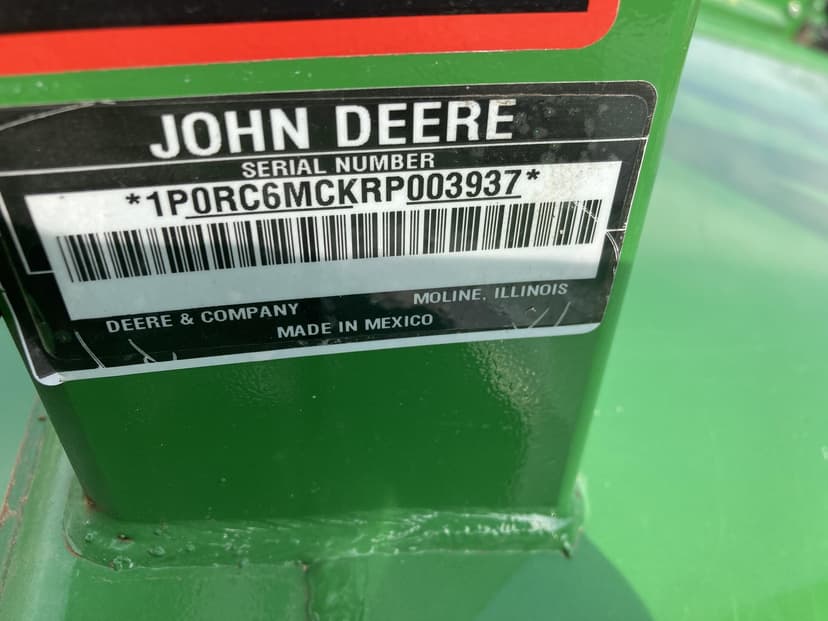 JOHN DEERE
SERIAL NUMBER
*1P0RC6MCKRP003937*
DEERE & COMPANY
MOLINE, ILLINOIS
MADE IN MEXICO